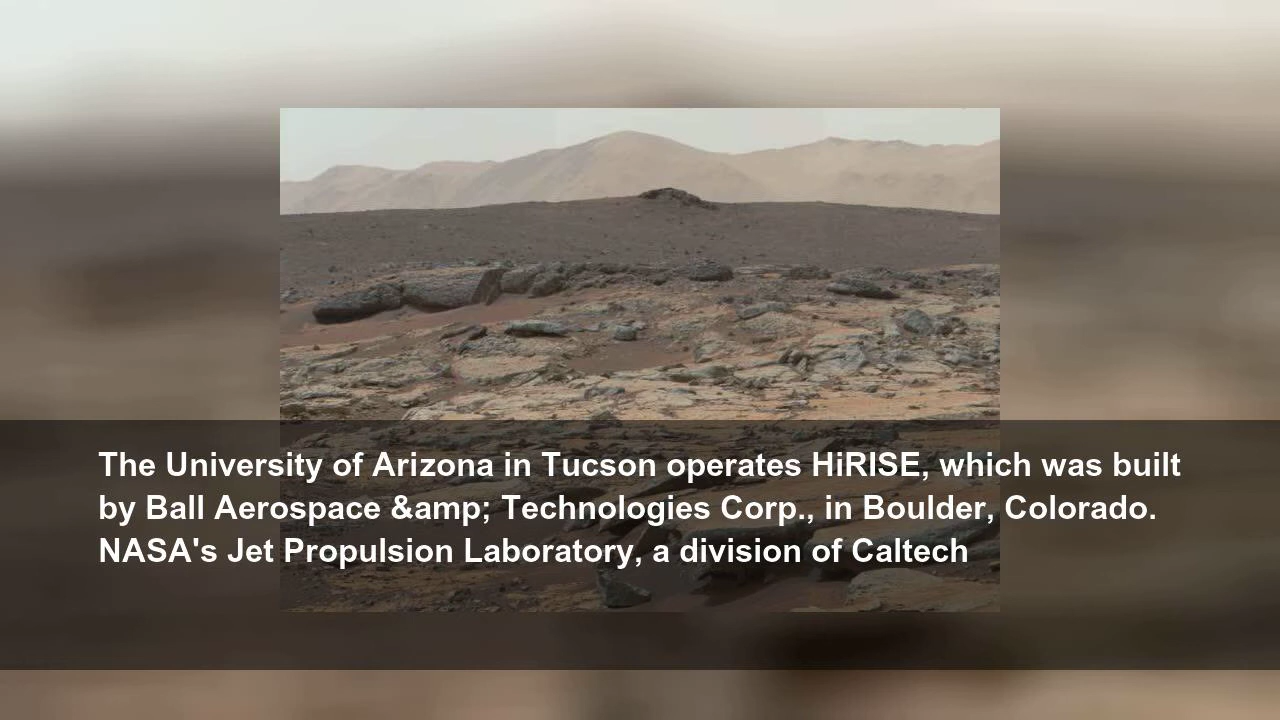 The University of Arizona in Tucson operates HiRISE, which was built
by Ball Aerospace &amp; Technologies Corp., in Boulder, Colorado.
NASA's Jet Propulsion Laboratory, a division of Caltech